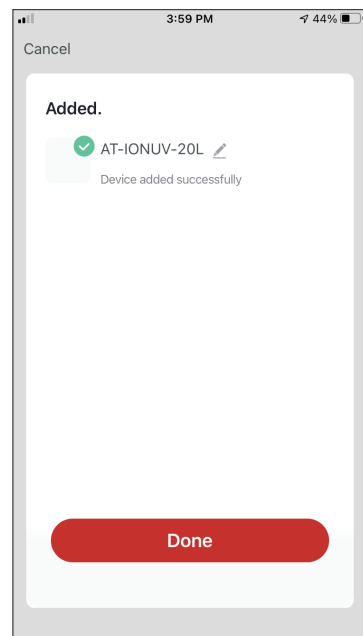 3:59 PM 44%
Cancel
Added.
AT-IONUV-20L
Device added successfully
Done